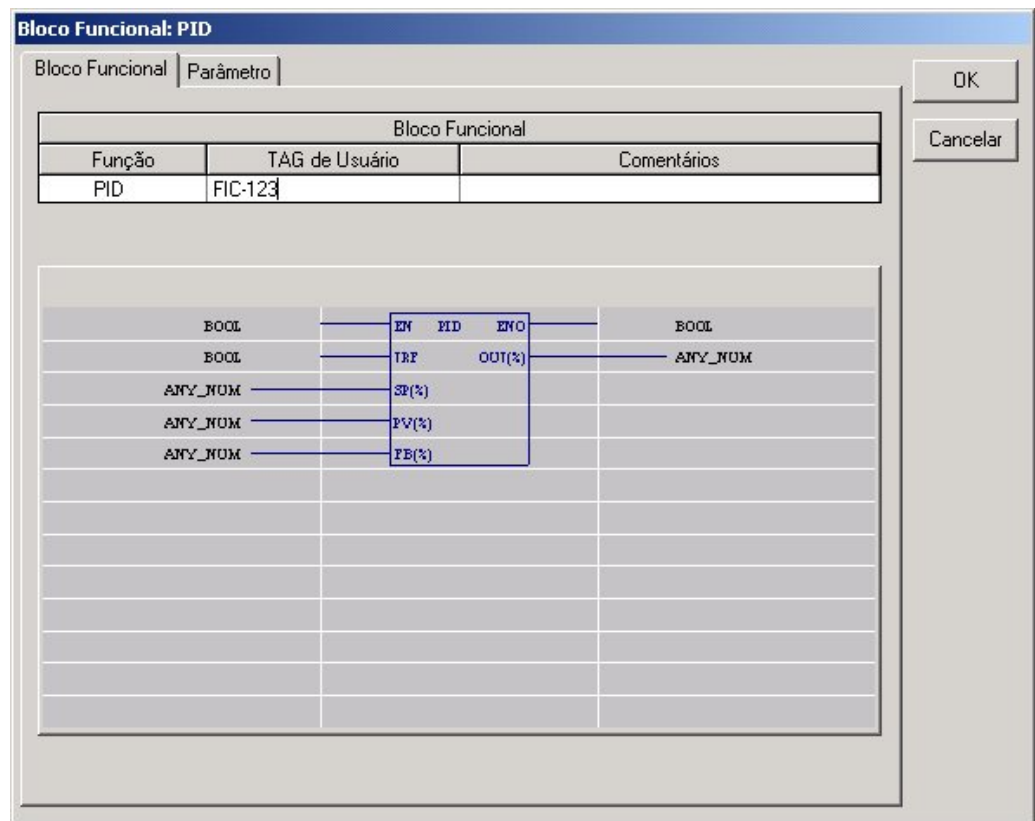 Bloco Funcional: PID
Bloco Funcional Parâmetro
OK
Cancelar
Bloco Funcional
Função TAG de Usuário Comentários
PID FIC-123
BOOL EN PID ENO BOOL
BOOL TRF OUT(%) ANY_NUM
ANY_NUM SP(%)
ANY_NUM PV(%)
ANY_NUM FB(%)